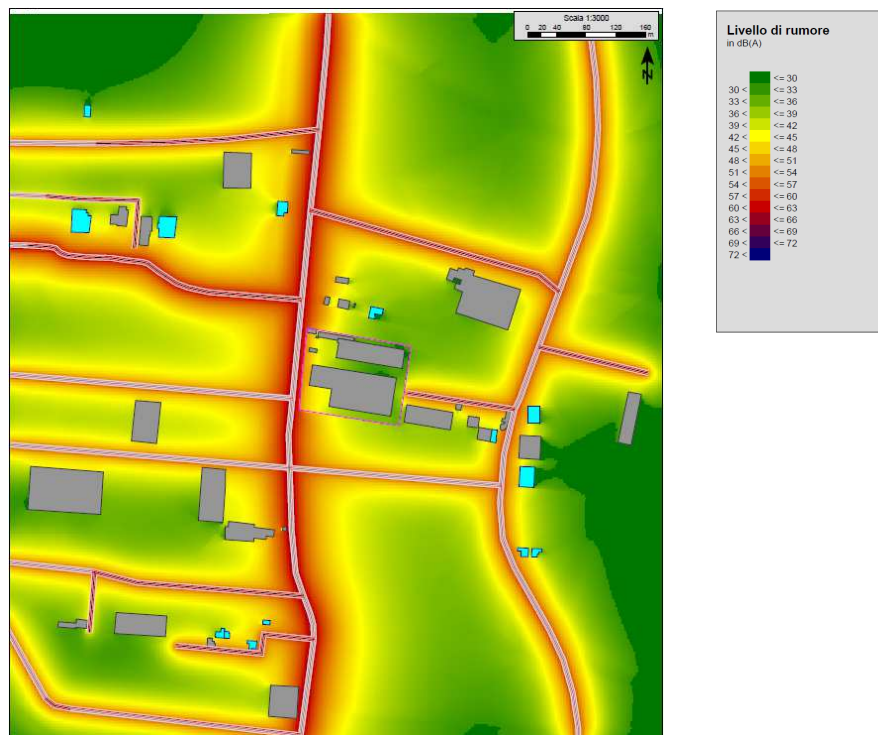 Scala 1:3000
0 20 40 80 120 160
m
N
Livello di rumore
in dB(A)
<= 30
30 < <= 33
33 < <= 36
36 < <= 39
39 < <= 42
42 < <= 45
45 < <= 48
48 < <= 51
51 < <= 54
54 < <= 57
57 < <= 60
60 < <= 63
63 < <= 66
66 < <= 69
69 < <= 72
72 <